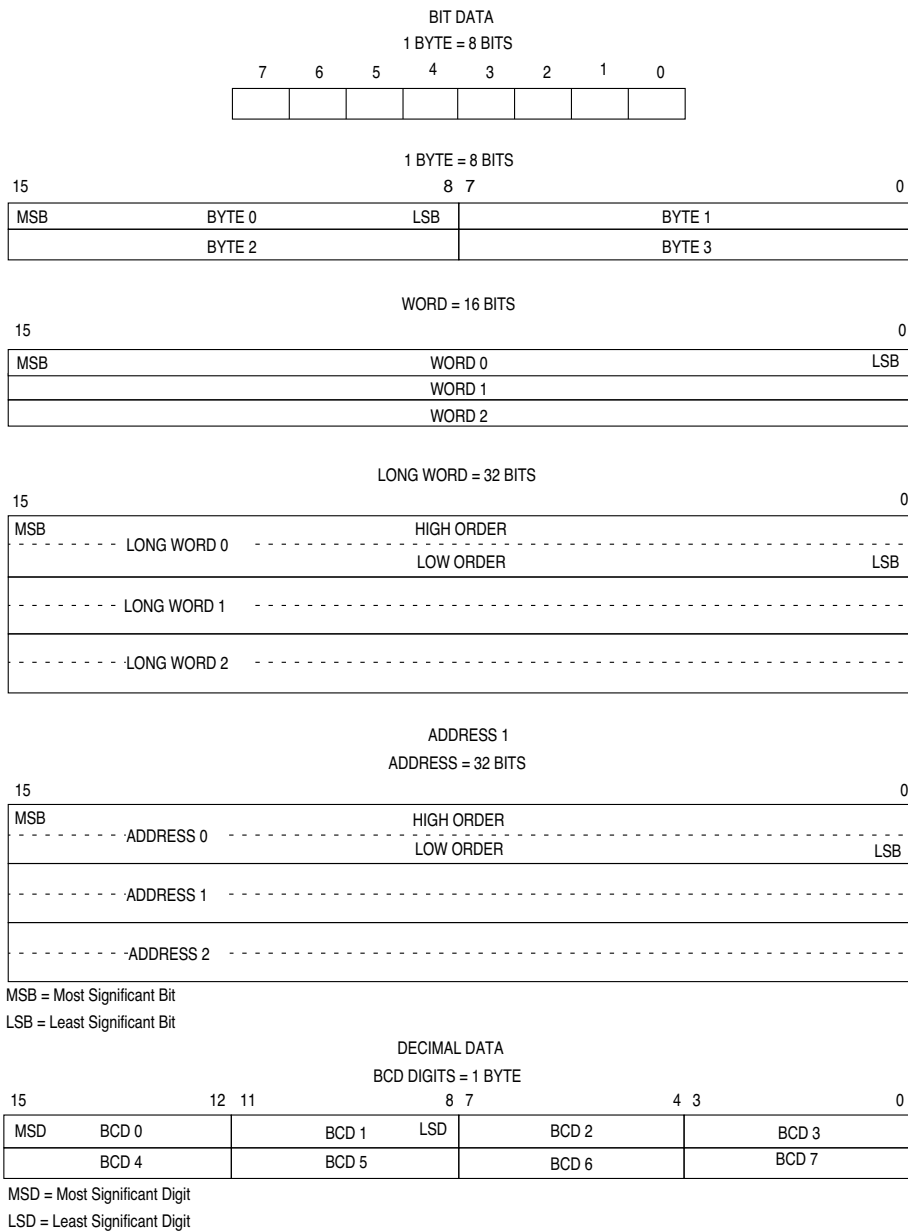 BIT DATA
1 BYTE = 8 BITS
7 6 5 4 3 2 1 0
1 BYTE = 8 BITS
15 8 7 0
MSB BYTE 0 LSB BYTE 1
BYTE 2 BYTE 3
WORD = 16 BITS
15 0
MSB WORD 0 LSB
WORD 1
WORD 2
LONG WORD = 32 BITS
15 0
MSB HIGH ORDER
LONG WORD 0
LOW ORDER LSB
LONG WORD 1
LONG WORD 2
ADDRESS 1
ADDRESS = 32 BITS
15 0
MSB HIGH ORDER
ADDRESS 0
LOW ORDER LSB
ADDRESS 1
ADDRESS 2
MSB = Most Significant Bit
LSB = Least Significant Bit
DECIMAL DATA
BCD DIGITS = 1 BYTE
15 12 11 8 7 4 3 0
MSD BCD 0 BCD 1 LSD BCD 2 BCD 3
BCD 4 BCD 5 BCD 6 BCD 7
MSD = Most Significant Digit
LSD = Least Significant Digit